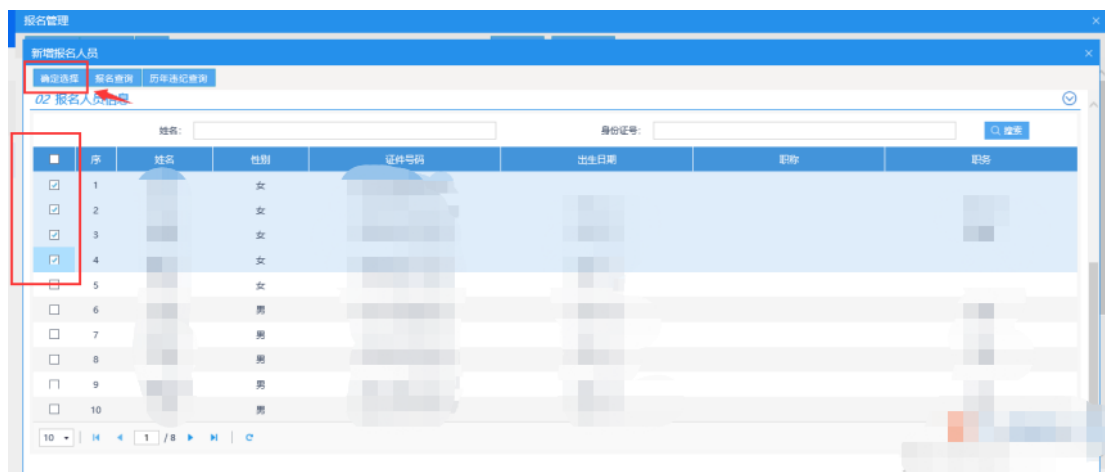 报名管理
新增报名人员
确定选择 报名查询 历年违纪查询
02 报名人员信息
姓名: 身份证号: 搜索
序 姓名 性别 证件号码 出生日期 职称 职务
1 女
2 女
3 女
4 女
5 女
6 男
7 男
8 男
9 男
10 男
10 1 /8